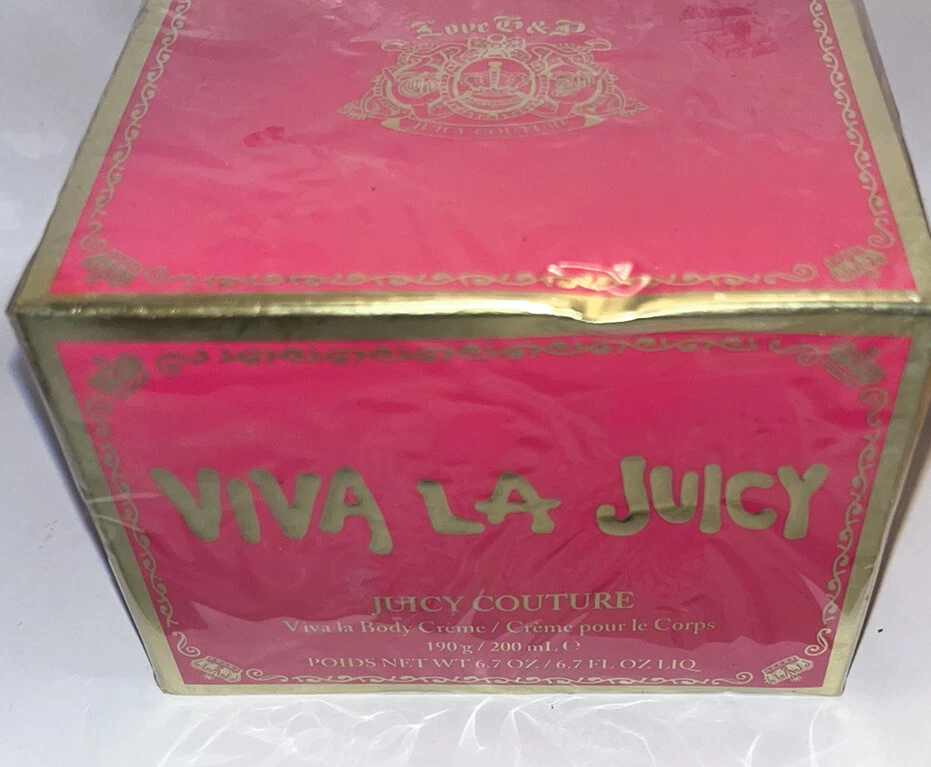 Love G&P
JUICY COUTURE
VIVA LA JUICY
JUICY COUTURE
Viva la Body Crème / Crème pour le Corps
190 g / 200 mL ℮
POIDS NET WT 6.7 OZ / 6.7 FL OZ LIQ